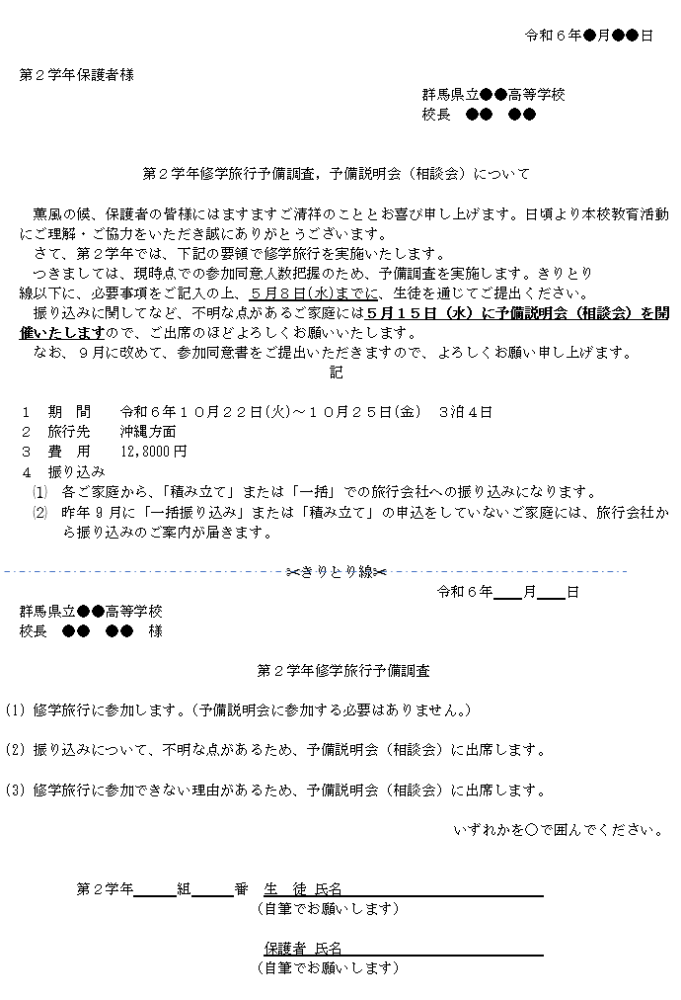 令和６年●月●●日
第２学年保護者様
群馬県立●●高等学校
校長　●●　●●
第２学年修学旅行予備調査，予備説明会（相談会）について
薫風の候、保護者の皆様にはますますご清祥のこととお喜び申し上げます。日頃より本校教育活動
にご理解・ご協力をいただき誠にありがとうございます。
さて、第２学年では、下記の要領で修学旅行を実施いたします。
つきましては、現時点での参加同意人数把握のため、予備調査を実施します。きりとり
線以下に、必要事項をご記入の上、５月８日(水)までに、生徒を通じてご提出ください。
振り込みに関してなど、不明な点があるご家庭には５月１５日（水）に予備説明会（相談会）を開
催いたしますので、ご出席のほどよろしくお願いいたします。
なお、９月に改めて、参加同意書をご提出いただきますので、よろしくお願い申し上げます。
記
１　期　間　　令和６年１０月２２日(火)～１０月２５日(金)　３泊４日
２　旅行先　　沖縄方面
３　費　用　　12,8000円
４　振り込み
⑴　各ご家庭から、「積み立て」または「一括」での旅行会社への振り込みになります。
⑵　昨年９月に「一括振り込み」または「積み立て」の申込をしていないご家庭には、旅行会社か
ら振り込みのご案内が届きます。
✂きりとり線✂
令和６年＿＿月＿＿日
群馬県立●●高等学校
校長　●●　●●　様
第２学年修学旅行予備調査
(1) 修学旅行に参加します。（予備説明会に参加する必要はありません。）
(2) 振り込みについて、不明な点があるため、予備説明会（相談会）に出席します。
(3) 修学旅行に参加できない理由があるため、予備説明会（相談会）に出席します。
いずれかを○で囲んでください。
第２学年＿＿＿組＿＿＿番　生　徒 氏名
（自筆でお願いします）
保護者 氏名
（自筆でお願いします）